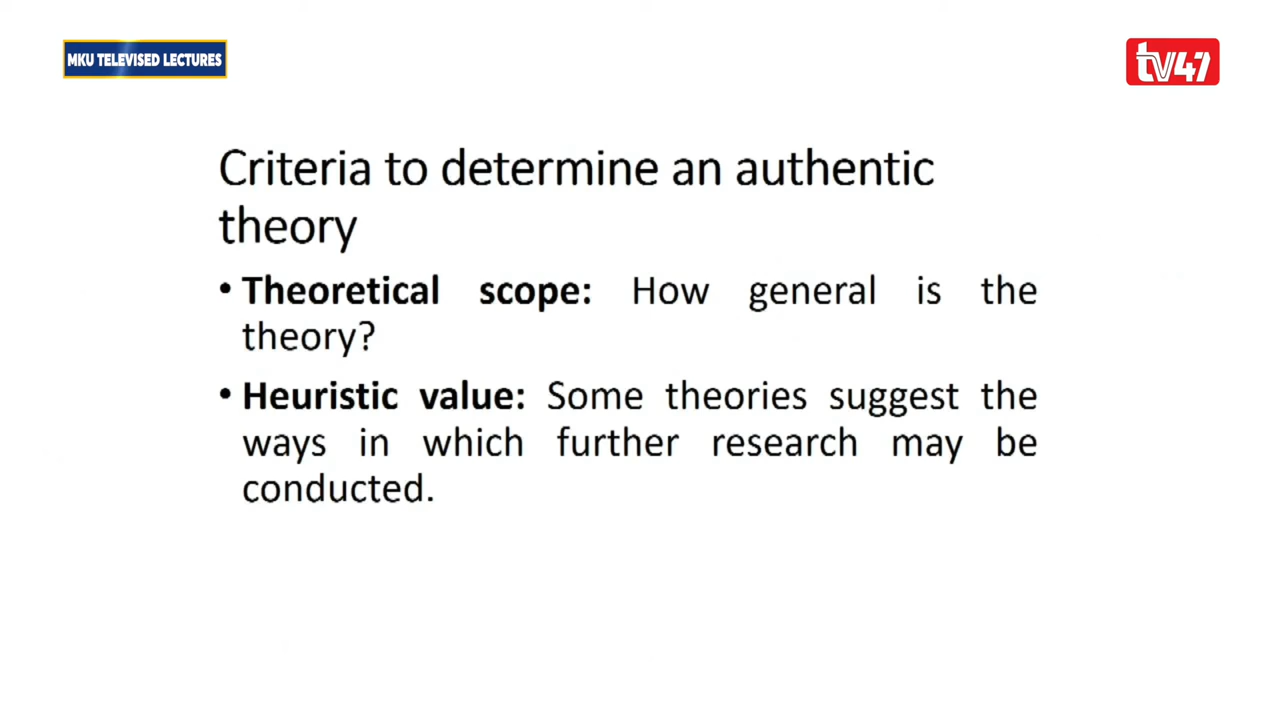 MKU TELEVISED LECTURES
tv47
Criteria to determine an authentic
theory
• Theoretical scope: How general is the
theory?
• Heuristic value: Some theories suggest the
ways in which further research may be
conducted.